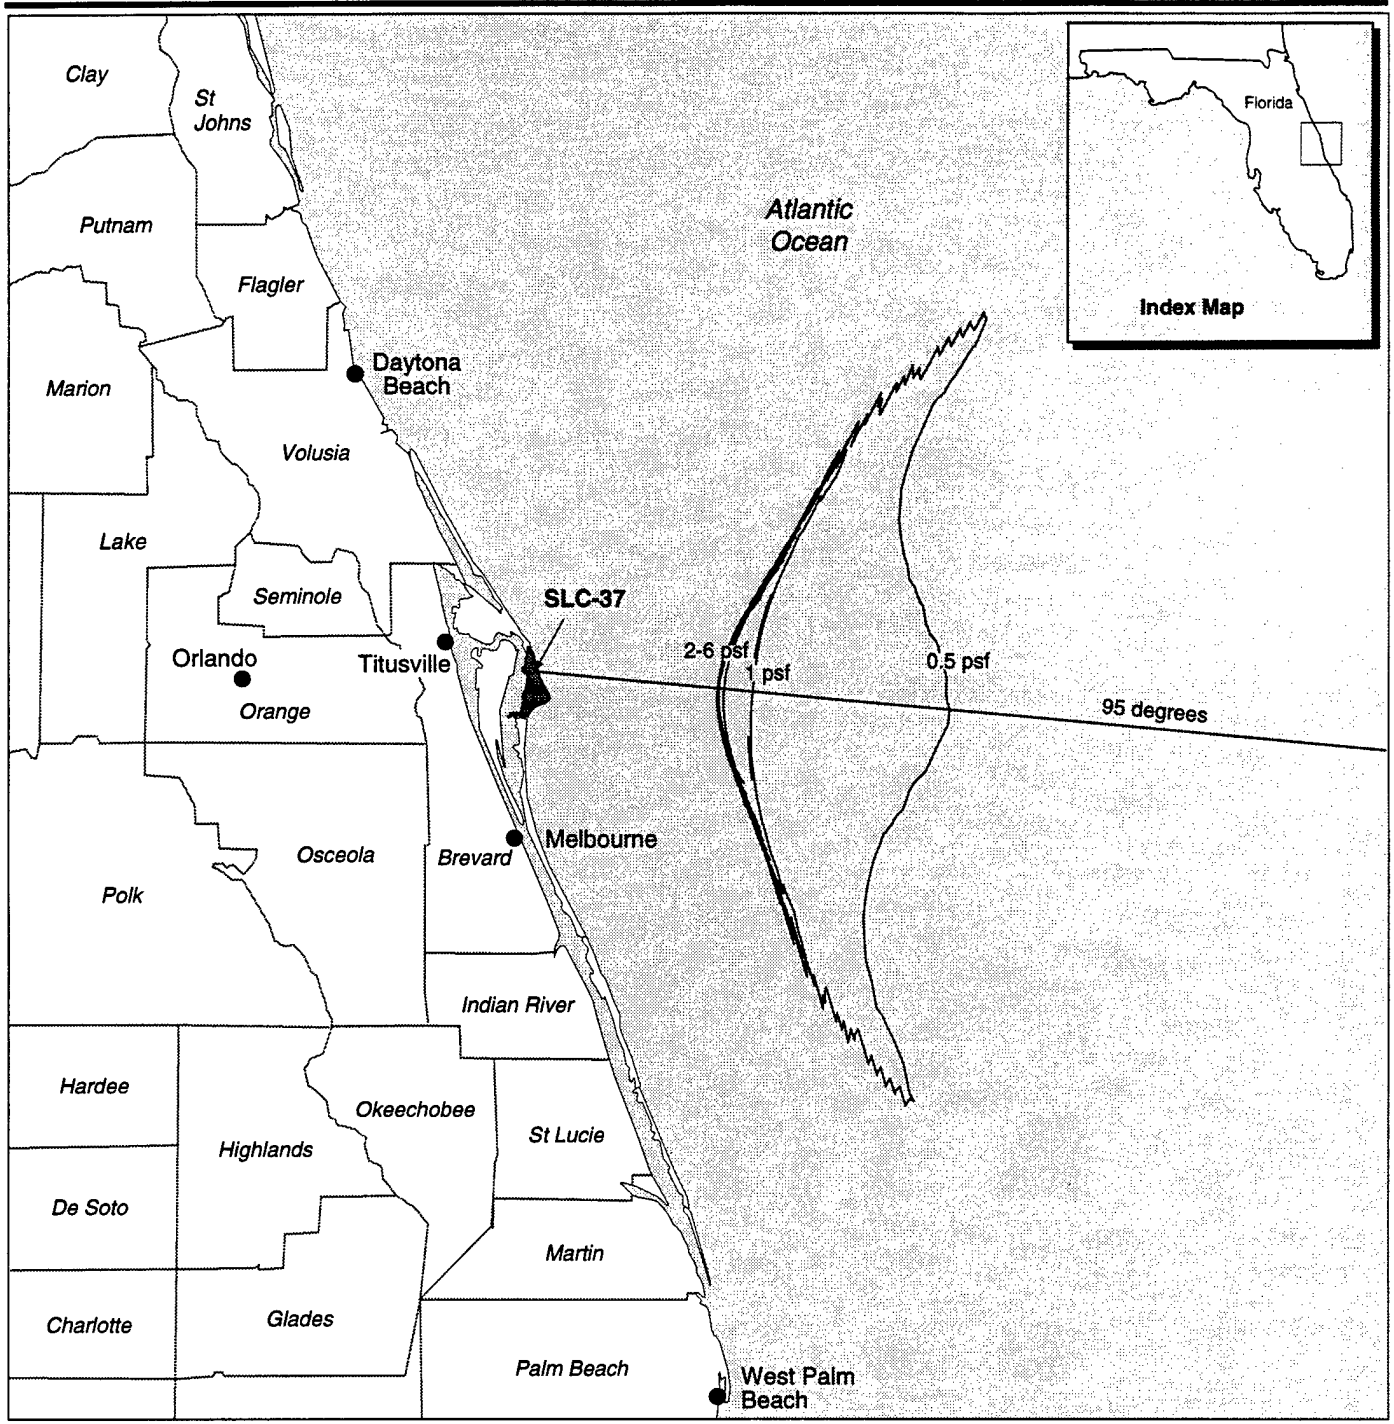 Clay
St
Johns
Florida
Atlantic
Ocean
Putnam
Flagler
Index Map
Daytona
Beach
Marion
Volusia
Lake
Seminole
SLC-37
Orlando
Titusville
2-6 psf
1 psf
0.5 psf
Orange
95 degrees
Melbourne
Osceola
Brevard
Polk
Indian River
Hardee
Okeechobee
St Lucie
Highlands
De Soto
Martin
Glades
Charlotte
Palm Beach
West Palm
Beach